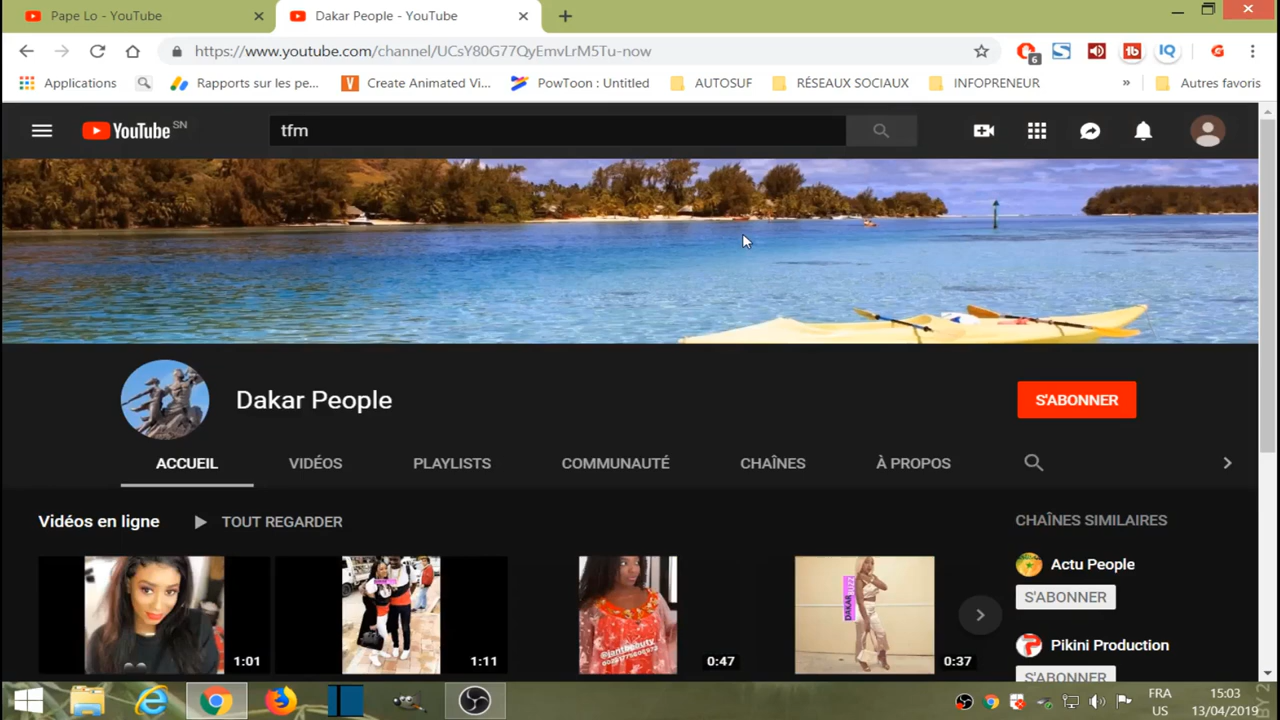 Pape Lo - YouTube
Dakar People - YouTube
https://www.youtube.com/channel/UCsY80G77QyEmvLrM5Tu-now
6
Applications
Rapports sur les pe...
Create Animated Vi...
PowToon : Untitled
AUTOSUF
RÉSEAUX SOCIAUX
INFOPRENEUR
»
Autres favoris
YouTube SN
tfm
Dakar People
S'ABONNER
ACCUEIL
VIDÉOS
PLAYLISTS
COMMUNAUTÉ
CHAÎNES
À PROPOS
Vidéos en ligne
TOUT REGARDER
CHAÎNES SIMILAIRES
1:01
1:11
0:47
0:37
Actu People
S'ABONNER
Pikini Production
S'ABONNER
FRA
US
15:03
13/04/2019